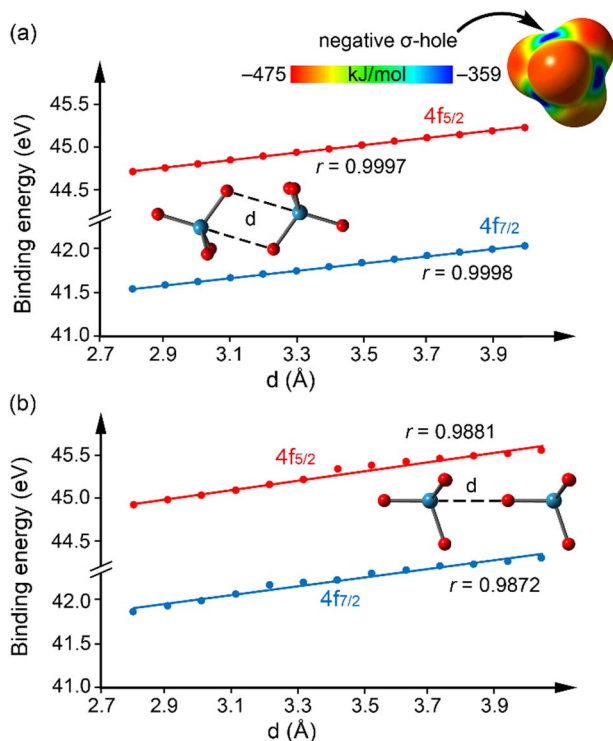 (a)
negative σ-hole
−475 kJ/mol −359
Binding energy (eV)
45.5
45.0
44.5
42.0
41.5
41.0
4f5/2
r = 0.9997
d
4f7/2
r = 0.9998
2.7 2.9 3.1 3.3 3.5 3.7 3.9
d (Å)
(b)
Binding energy (eV)
45.5
45.0
44.5
42.0
41.5
41.0
r = 0.9881
4f5/2
d
4f7/2
r = 0.9872
2.7 2.9 3.1 3.3 3.5 3.7 3.9
d (Å)